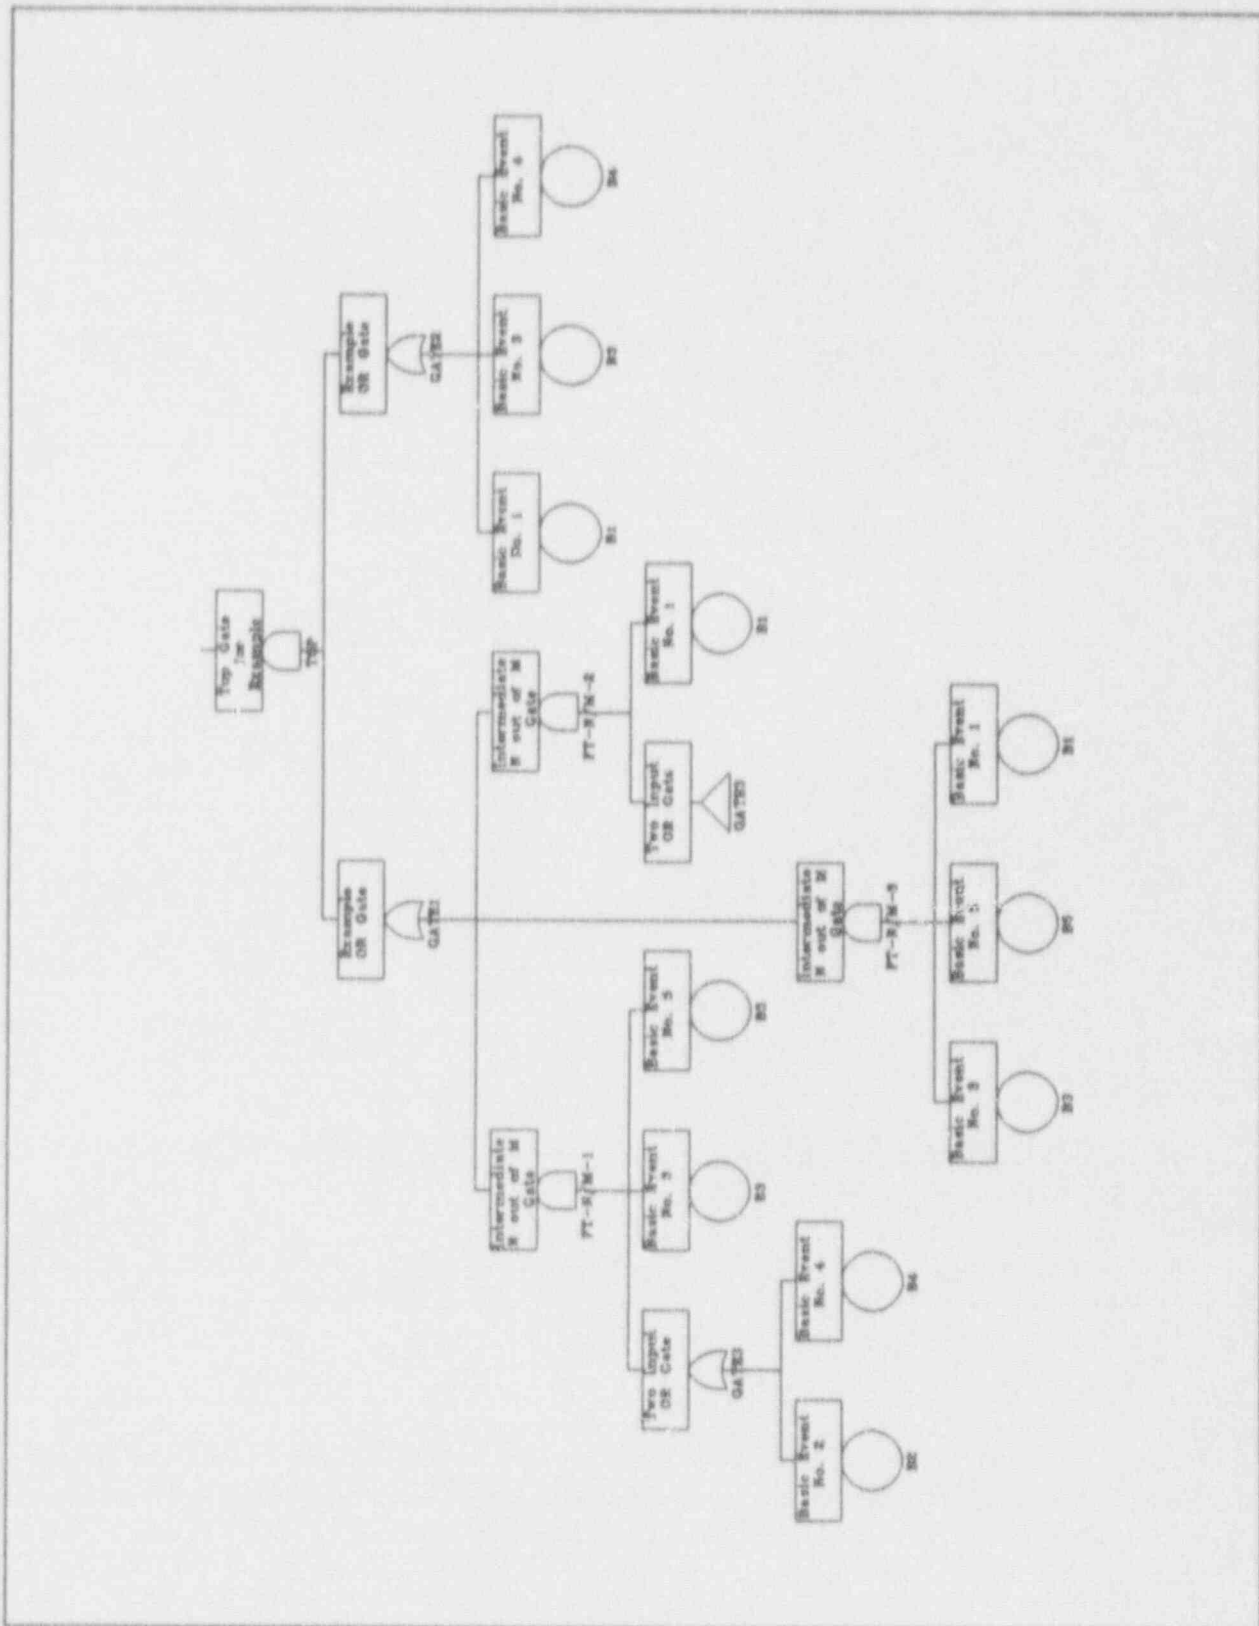 Top Gate
for
Example
TOP
Example
OR Gate
GATE1
Example
OR Gate
GATE2
Intermediate
N out of M
Gate
FT-N/M-1
Intermediate
N out of M
Gate
FT-N/M-2
Basic Event
No. 1
B1
Basic Event
No. 3
B3
Basic Event
No. 4
B4
Two Input
OR Gate
GATE3
Basic Event
No. 3
B3
Basic Event
No. 5
B5
Two Input
OR Gate
GATE3
Basic Event
No. 1
B1
Basic Event
No. 2
B2
Basic Event
No. 4
B4
Intermediate
N out of M
Gate
FT-N/M-3
Basic Event
No. 3
B3
Basic Event
No. 5
B5
Basic Event
No. 1
B1